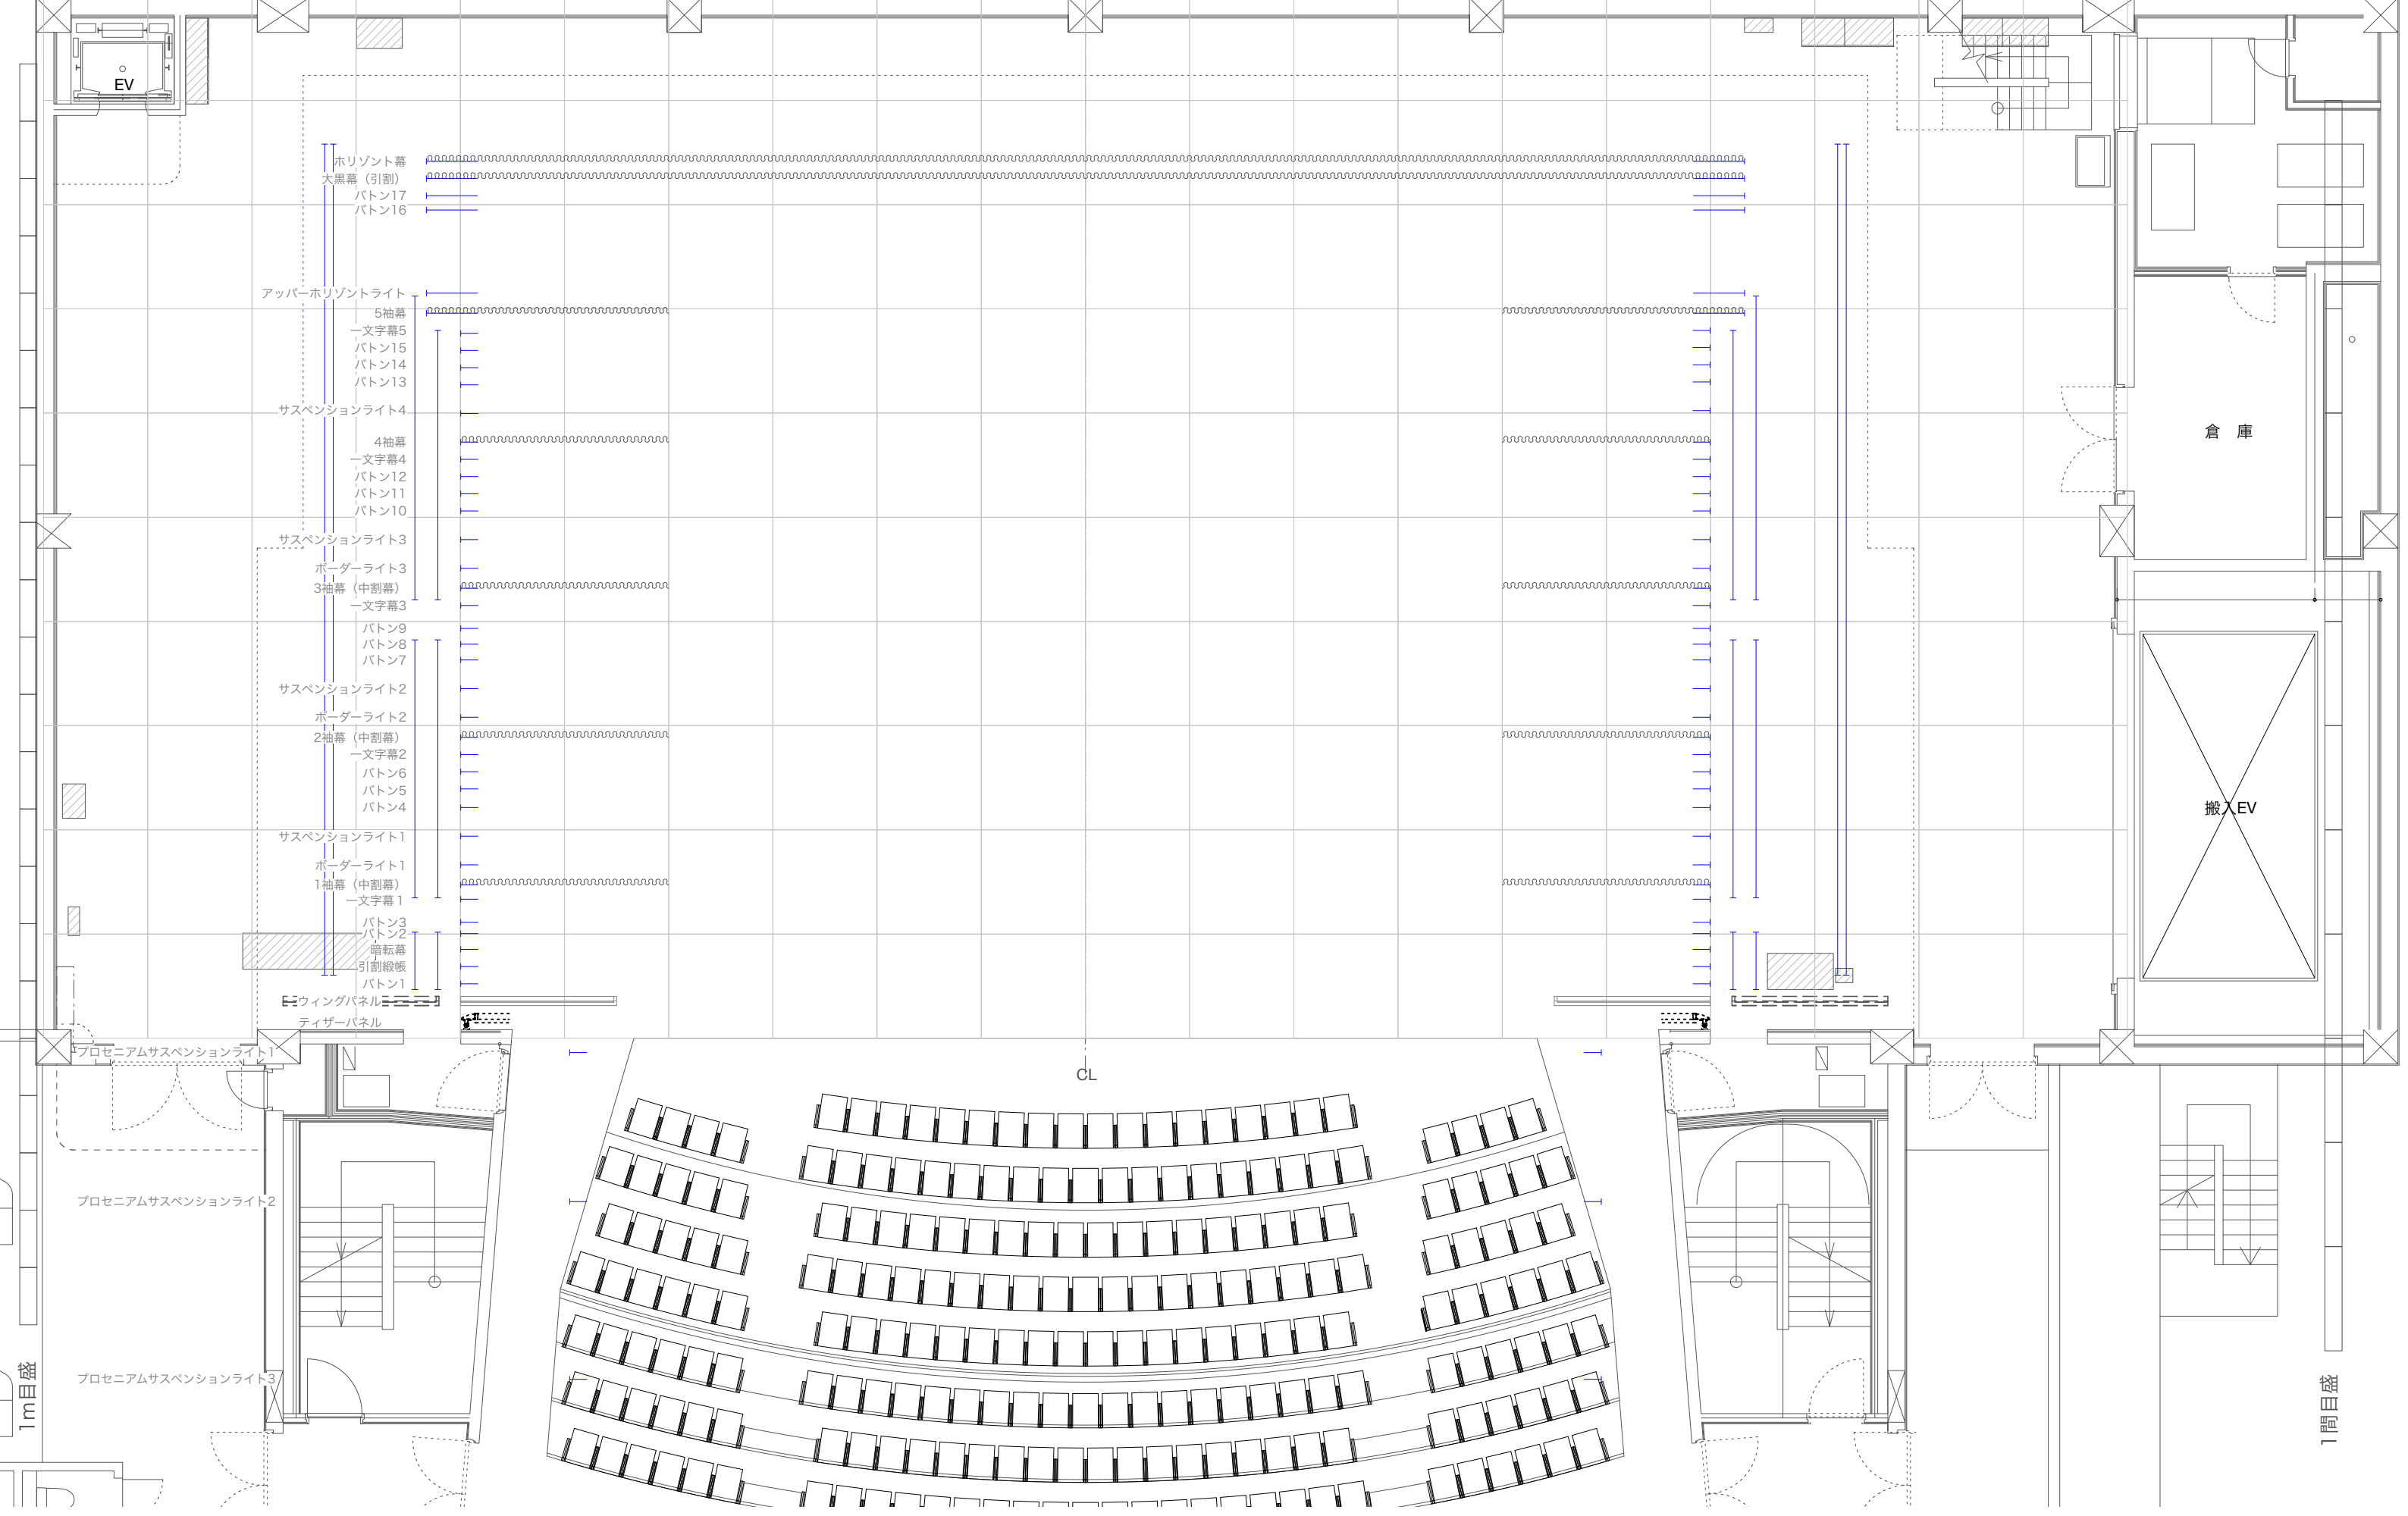 EV
ホリゾント幕
大黒幕（引割）
バトン17
バトン16
アッパーホリゾントライト
5袖幕
一文字幕5
バトン15
バトン14
バトン13
サスペンションライト4
4袖幕
一文字幕4
バトン12
バトン11
バトン10
サスペンションライト3
ボーダーライト3
3袖幕（中割幕）
一文字幕3
バトン9
バトン8
バトン7
サスペンションライト2
ボーダーライト2
2袖幕（中割幕）
一文字幕2
バトン6
バトン5
バトン4
サスペンションライト1
ボーダーライト1
1袖幕（中割幕）
一文字幕1
バトン3
バトン2
暗転幕
引割緞帳
バトン1
ウィングパネル
ティザーパネル
プロセニアムサスペンションライト1
プロセニアムサスペンションライト2
プロセニアムサスペンションライト3
1m目盛
CL
倉　庫
搬入EV
1間目盛